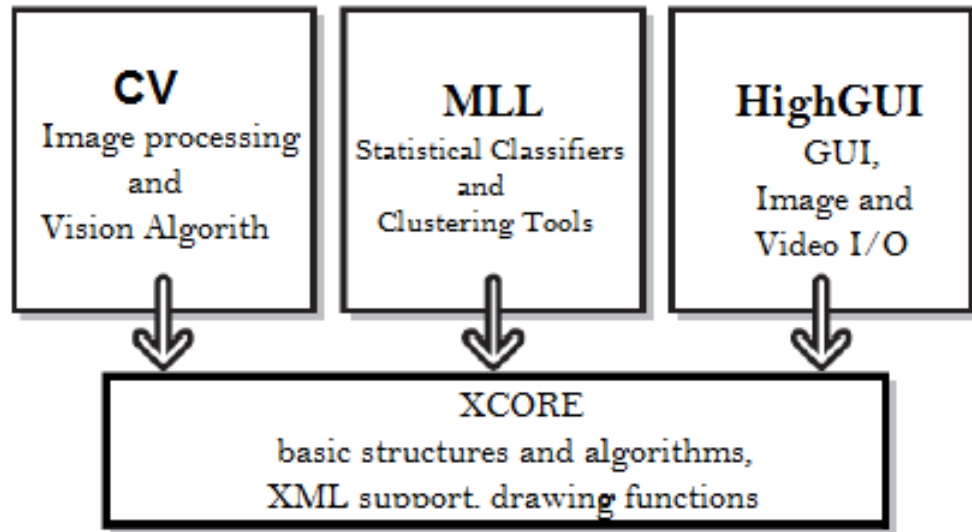 CV
Image processing
and
Vision Algorith
MLL
Statistical Classifiers
and
Clustering Tools
HighGUI
GUI,
Image and
Video I/O
XCORE
basic structures and algorithms,
XML support, drawing functions